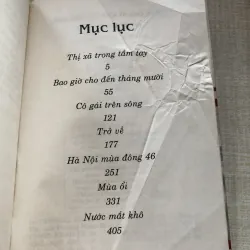 Mục lục
Thị xã trong tầm tay
5
Bao giờ cho đến tháng mười
55
Cô gái trên sông
121
Trở về
177
Hà Nội mùa đông 46
251
Mùa ổi
331
Nước mắt khô
405